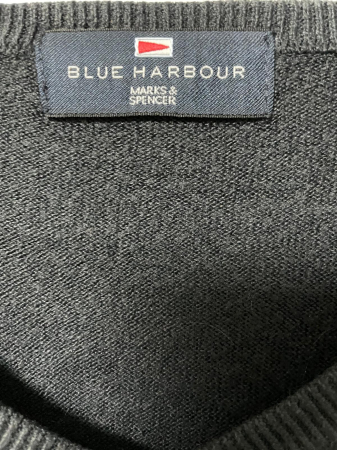 BLUE HARBOUR
MARKS &
SPENCER